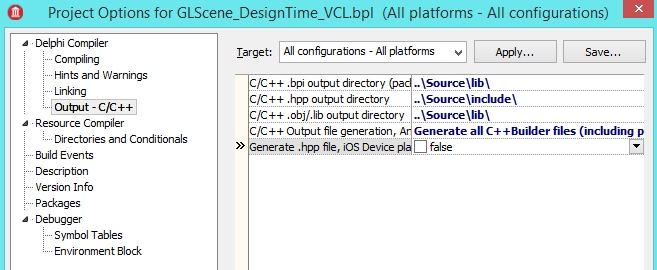 Project Options for GLScene_DesignTime_VCL.bpl (All platforms - All configurations)
Delphi Compiler
Compiling
Hints and Warnings
Linking
Output - C/C++
Resource Compiler
Directories and Conditionals
Build Events
Description
Version Info
Packages
Debugger
Symbol Tables
Environment Block
Target: All configurations - All platforms Apply... Save...
C/C++ .bpi output directory (pac ..\Source\lib\
C/C++ .hpp output directory ..\Source\include\
C/C++ .obj/.lib output directory ..\Source\lib\
C/C++ Output file generation, An Generate all C++Builder files (including p
Generate .hpp file, iOS Device pla false